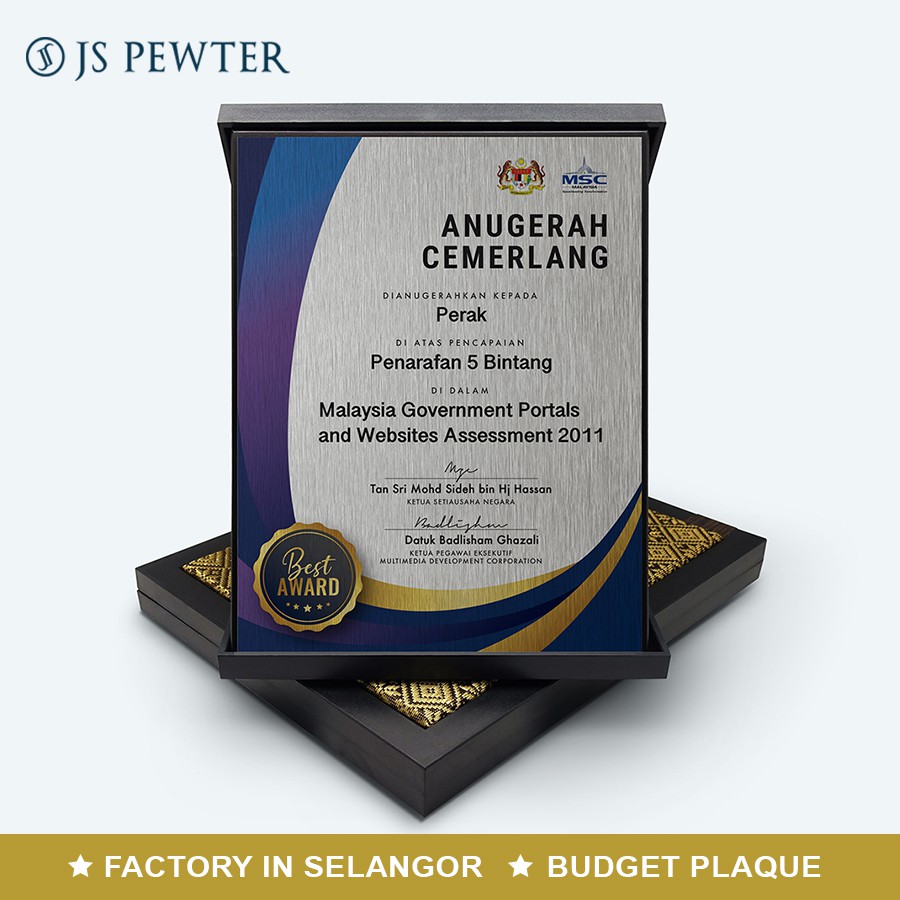 JS PEWTER
MSC
MALAYSIA
ANUGERAH
CEMERLANG
DIANUGERAHKAN KEPADA
Perak
DI ATAS PENCAPAIAN
Penarafan 5 Bintang
DI DALAM
Malaysia Government Portals
and Websites Assessment 2011
Tan Sri Mohd Sideh bin Hj Hassan
KETUA SETIAUSAHA NEGARA
Badlisham
Datuk Badlisham Ghazali
KETUA PEGAWAI EKSEKUTIF
MULTIMEDIA DEVELOPMENT CORPORATION
Best
AWARD
FACTORY IN SELANGOR
BUDGET PLAQUE